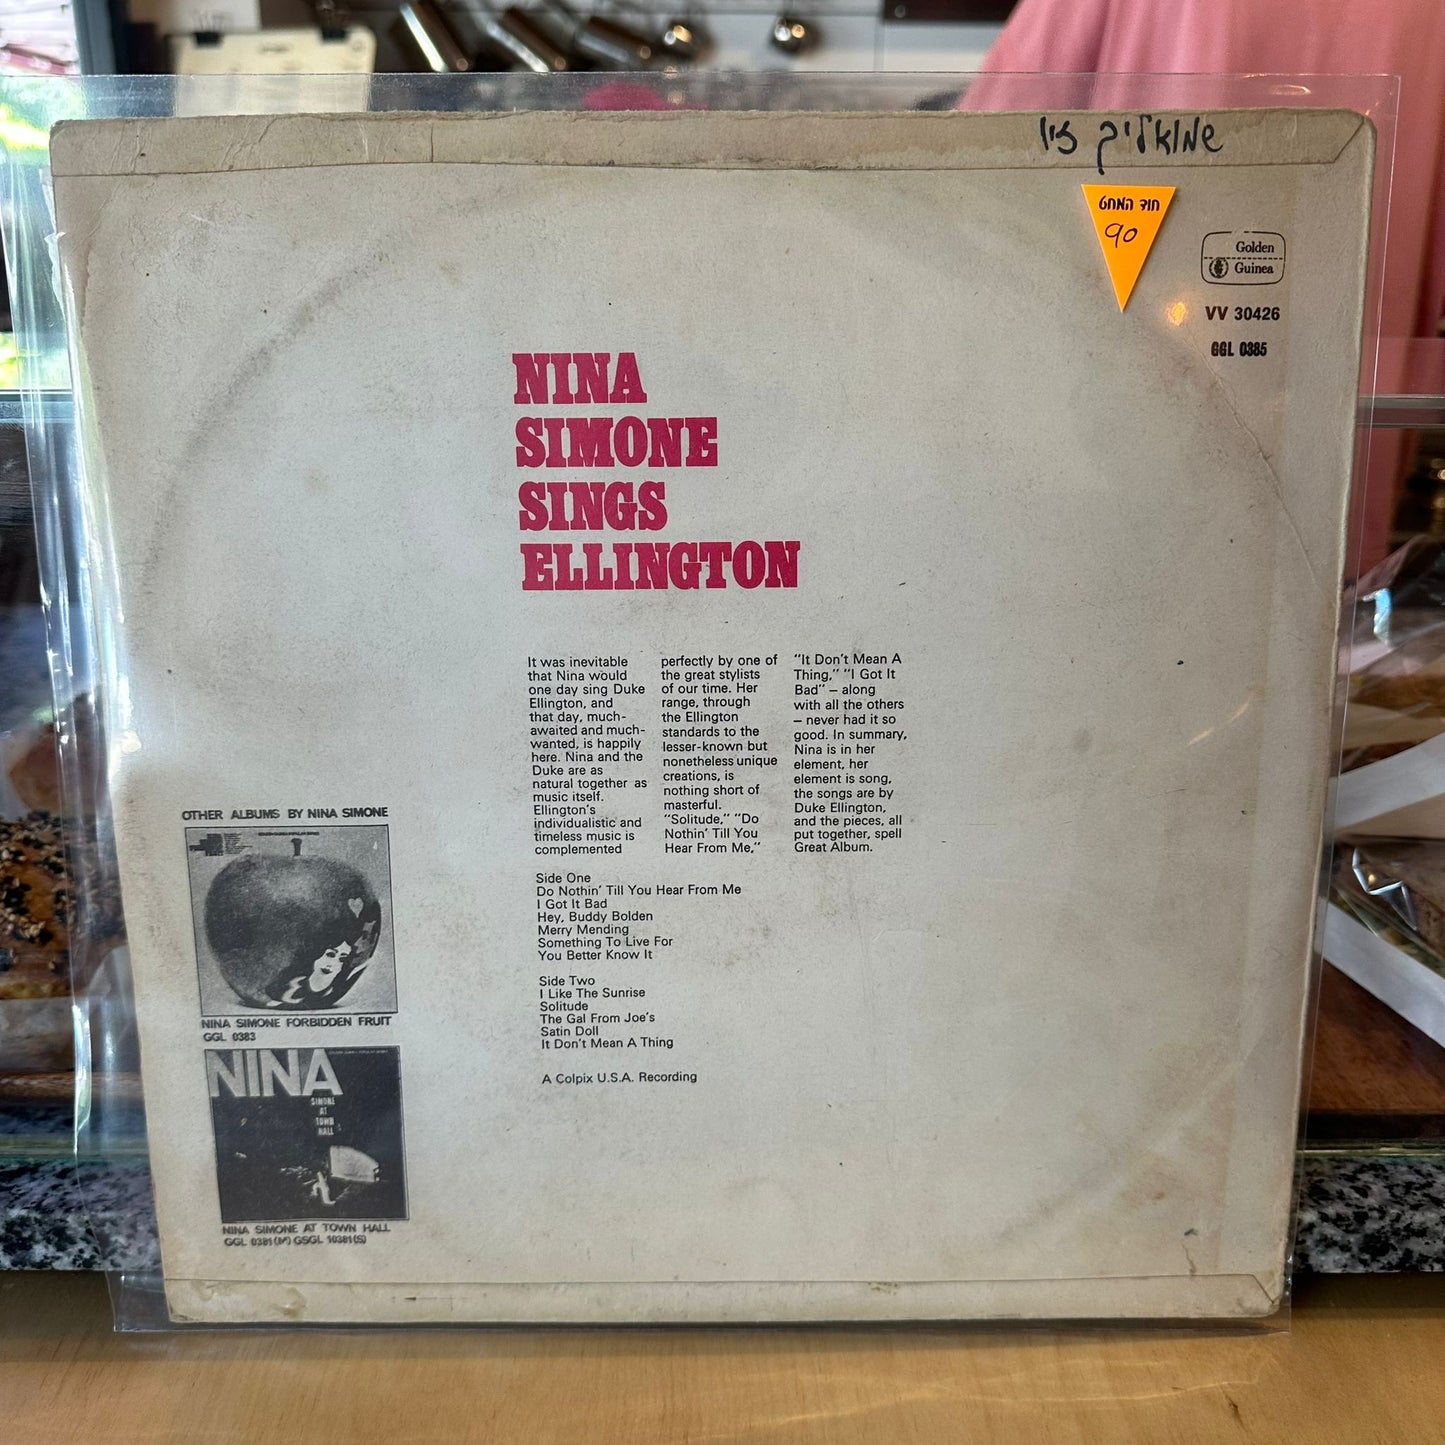 שמואליק זיו
חוד המחט
90
Golden
Guinea
VV 30426
GGL 0385
NINA
SIMONE
SINGS
ELLINGTON
It was inevitable
that Nina would
one day sing Duke
Ellington, and
that day, much-
awaited and much-
wanted, is happily
here. Nina and the
Duke are as
natural together as
music itself.
Ellington's
individualistic and
timeless music is
complemented
perfectly by one of
the great stylists
of our time. Her
range, through
the Ellington
standards to the
lesser-known but
nonetheless unique
creations, is
nothing short of
masterful.
"Solitude," "Do
Nothin' Till You
Hear From Me,"
"It Don't Mean A
Thing," "I Got It
Bad" – along
with all the others
– never had it so
good. In summary,
Nina is in her
element, her
element is song,
the songs are by
Duke Ellington,
and the pieces, all
put together, spell
Great Album.
Side One
Do Nothin' Till You Hear From Me
I Got It Bad
Hey, Buddy Bolden
Merry Mending
Something To Live For
You Better Know It
Side Two
I Like The Sunrise
Solitude
The Gal From Joe's
Satin Doll
It Don't Mean A Thing
A Colpix U.S.A. Recording
OTHER ALBUMS BY NINA SIMONE
NINA SIMONE FORBIDDEN FRUIT
GGL 0383
NINA
SIMONE
AT
TOWN
HALL
NINA SIMONE AT TOWN HALL
GGL 0381(M) GSGL 10381(S)